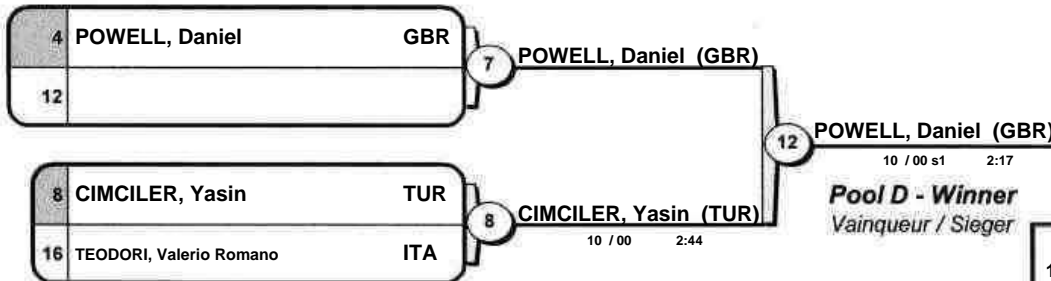 4 POWELL, Daniel GBR
7 POWELL, Daniel (GBR)
12
12 POWELL, Daniel (GBR)
10 / 00 s1 2:17
8 CIMCILER, Yasin TUR
Pool D - Winner
8 CIMCILER, Yasin (TUR)
Vainqueur / Sieger
10 / 00 2:44
16 TEODORI, Valerio Romano ITA